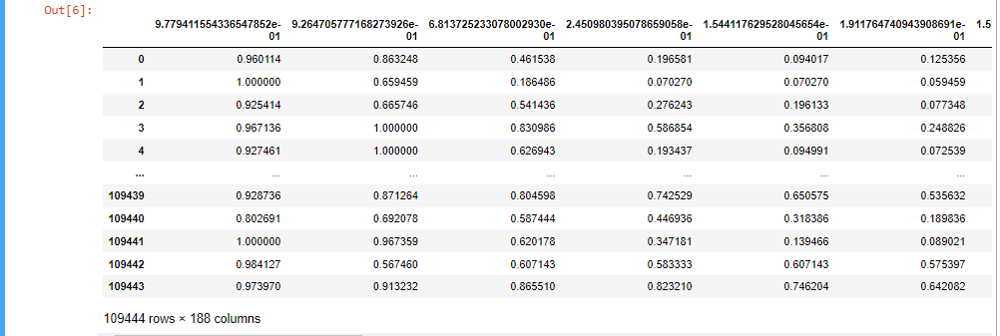 Out[6]:
9.779411554336547852e-01 9.264705777168273926e-01 6.813725233078002930e-01 2.450980395078659058e-01 1.544117629528045654e-01 1.911764740943908691e-01 1.5
0 0.960114 0.863248 0.461538 0.196581 0.094017 0.125356
1 1.000000 0.659459 0.186486 0.070270 0.070270 0.059459
2 0.925414 0.665746 0.541436 0.276243 0.196133 0.077348
3 0.967136 1.000000 0.830986 0.586854 0.356808 0.248826
4 0.927461 1.000000 0.626943 0.193437 0.094991 0.072539
... ... ... ... ... ... ...
109439 0.928736 0.871264 0.804598 0.742529 0.650575 0.535632
109440 0.802691 0.692078 0.587444 0.446936 0.318386 0.189836
109441 1.000000 0.967359 0.620178 0.347181 0.139466 0.089021
109442 0.984127 0.567460 0.607143 0.583333 0.607143 0.575397
109443 0.973970 0.913232 0.865510 0.823210 0.746204 0.642082
109444 rows × 188 columns